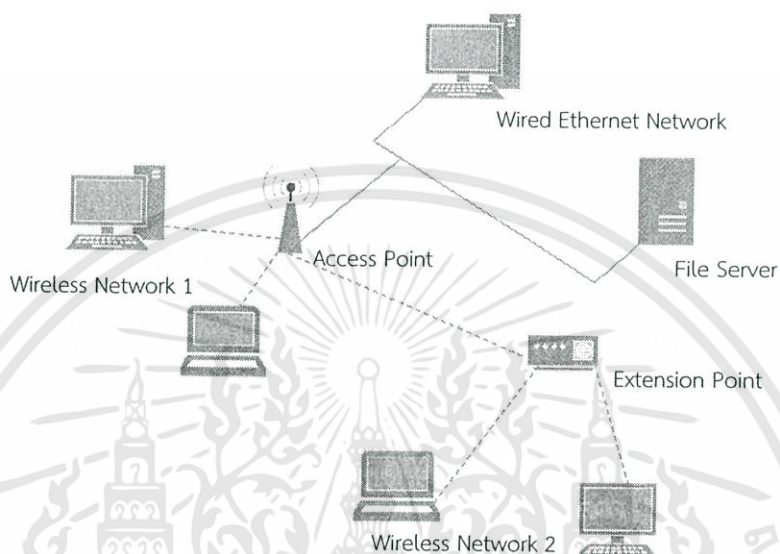 Wired Ethernet Network
Access Point
File Server
Wireless Network 1
Extension Point
Wireless Network 2